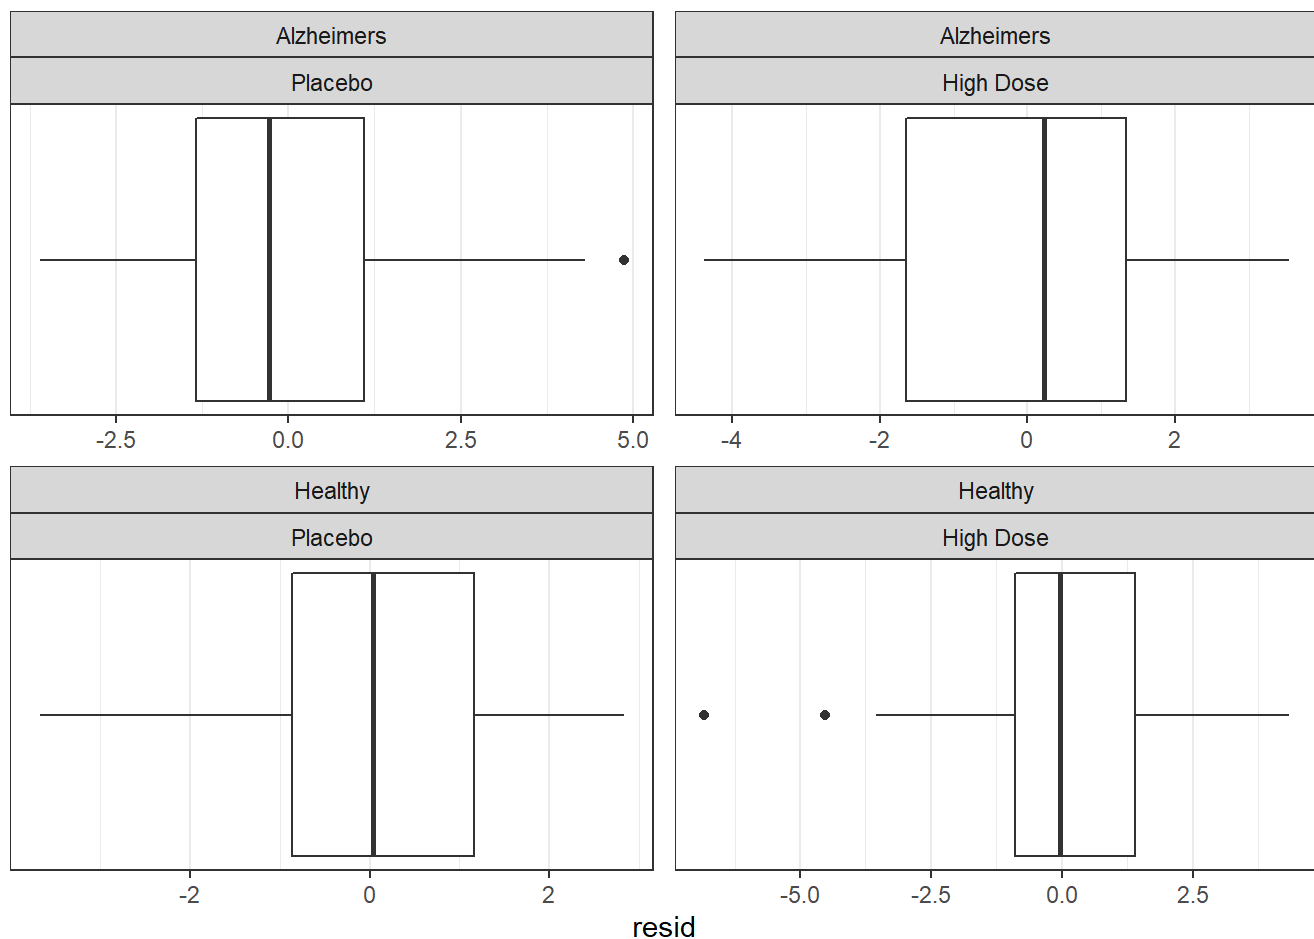 Alzheimers Alzheimers
Placebo High Dose
-2.5 0.0 2.5 5.0 -4 -2 0 2
Healthy Healthy
Placebo High Dose
-2 0 2 -5.0 -2.5 0.0 2.5
resid